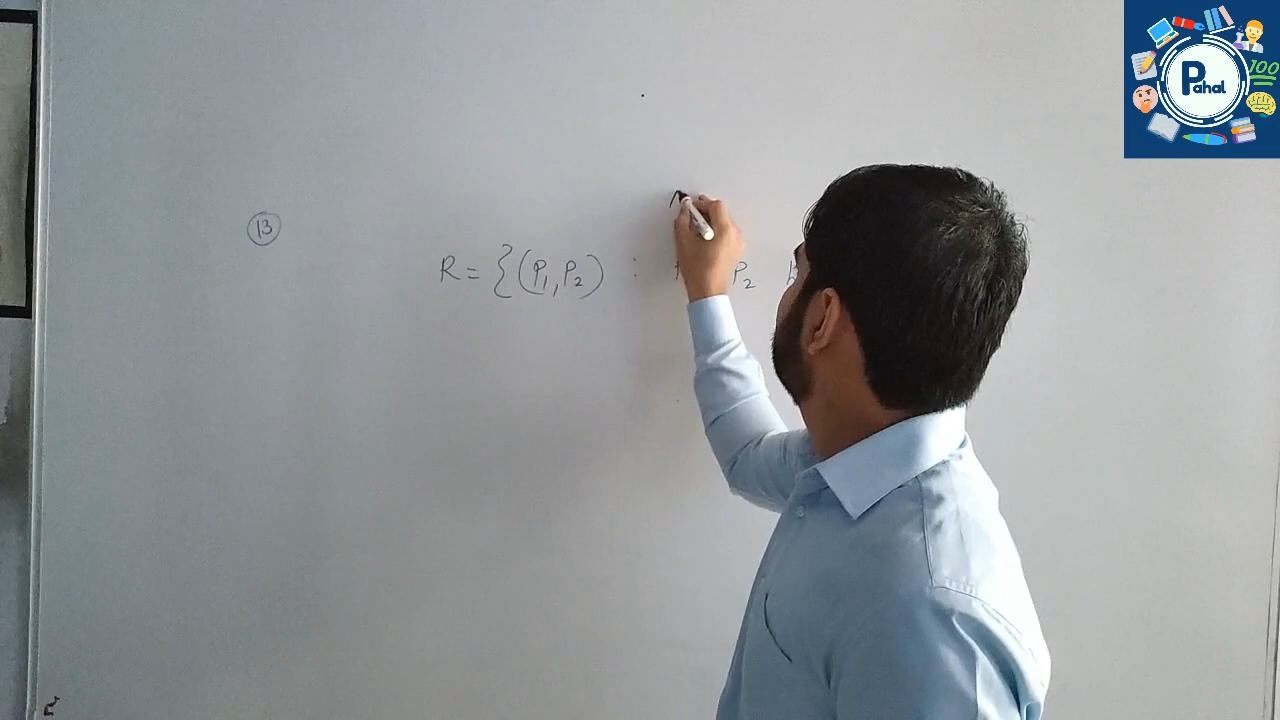 Pahal
100
13
R = {(P₁, P₂) : P₂